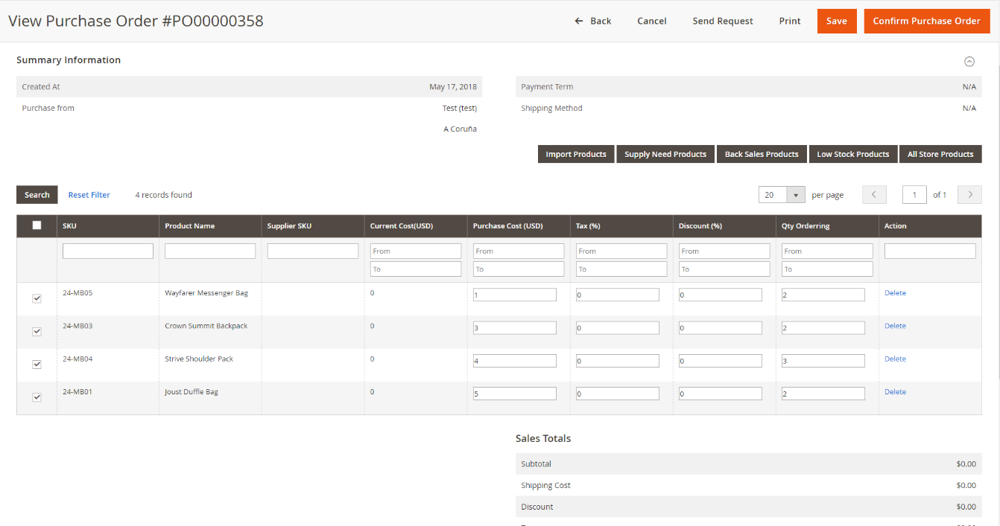 View Purchase Order #PO00000358
Back Cancel Send Request Print Save Confirm Purchase Order
Summary Information
Created At May 17, 2018 Payment Term N/A
Purchase from Test (test) Shipping Method N/A
A Coruña
Import Products Supply Need Products Back Sales Products Low Stock Products All Store Products
Search Reset Filter 4 records found 20 per page 1 of 1
SKU Product Name Supplier SKU Current Cost(USD) Purchase Cost (USD) Tax (%) Discount (%) Qty Orderring Action
From From From From From
To To To To To
24-MB05 Wayfarer Messenger Bag 0 1 0 0 2 Delete
24-MB03 Crown Summit Backpack 0 3 0 0 2 Delete
24-MB04 Strive Shoulder Pack 0 4 0 0 3 Delete
24-MB01 Joust Duffle Bag 0 5 0 0 2 Delete
Sales Totals
Subtotal $0.00
Shipping Cost $0.00
Discount $0.00